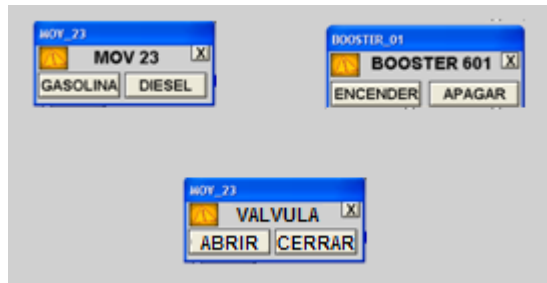 MOV_23
MOV 23 X
GASOLINA DIESEL
BOOSTER_01
BOOSTER 601 X
ENCENDER APAGAR
MOV_23
VALVULA X
ABRIR CERRAR